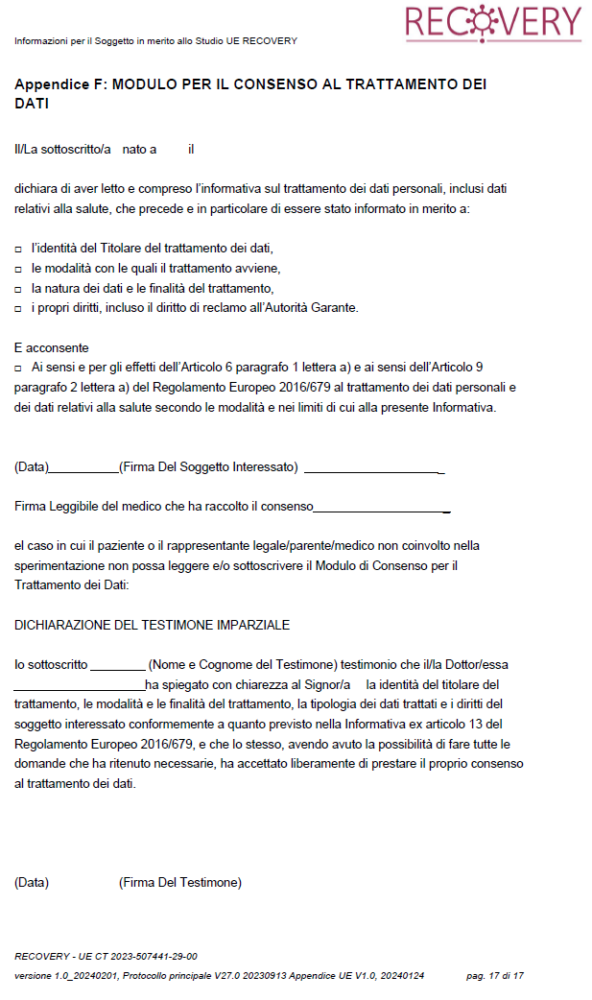 RECOVERY
Informazioni per il Soggetto in merito allo Studio UE RECOVERY
Appendice F: MODULO PER IL CONSENSO AL TRATTAMENTO DEI
DATI
Il/La sottoscritto/a nato a il
dichiara di aver letto e compreso l’informativa sul trattamento dei dati personali, inclusi dati
relativi alla salute, che precede e in particolare di essere stato informato in merito a:
□ l’identità del Titolare del trattamento dei dati,
□ le modalità con le quali il trattamento avviene,
□ la natura dei dati e le finalità del trattamento,
□ i propri diritti, incluso il diritto di reclamo all’Autorità Garante.
E acconsente
□ Ai sensi e per gli effetti dell’Articolo 6 paragrafo 1 lettera a) e ai sensi dell’Articolo 9
paragrafo 2 lettera a) del Regolamento Europeo 2016/679 al trattamento dei dati personali e
dei dati relativi alla salute secondo le modalità e nei limiti di cui alla presente Informativa.
(Data)___________(Firma Del Soggetto Interessato) _____________________
Firma Leggibile del medico che ha raccolto il consenso_____________________
el caso in cui il paziente o il rappresentante legale/parente/medico non coinvolto nella
sperimentazione non possa leggere e/o sottoscrivere il Modulo di Consenso per il
Trattamento dei Dati:
DICHIARAZIONE DEL TESTIMONE IMPARZIALE
Io sottoscritto ________ (Nome e Cognome del Testimone) testimonio che il/la Dottor/essa
____________________ha spiegato con chiarezza al Signor/a la identità del titolare del
trattamento, le modalità e le finalità del trattamento, la tipologia dei dati trattati e i diritti del
soggetto interessato conformemente a quanto previsto nella Informativa ex articolo 13 del
Regolamento Europeo 2016/679, e che lo stesso, avendo avuto la possibilità di fare tutte le
domande che ha ritenuto necessarie, ha accettato liberamente di prestare il proprio consenso
al trattamento dei dati.
(Data) (Firma Del Testimone)
RECOVERY - UE CT 2023-507441-29-00
versione 1.0_20240201, Protocollo principale V27.0 20230913 Appendice UE V1.0, 20240124 pag. 17 di 17